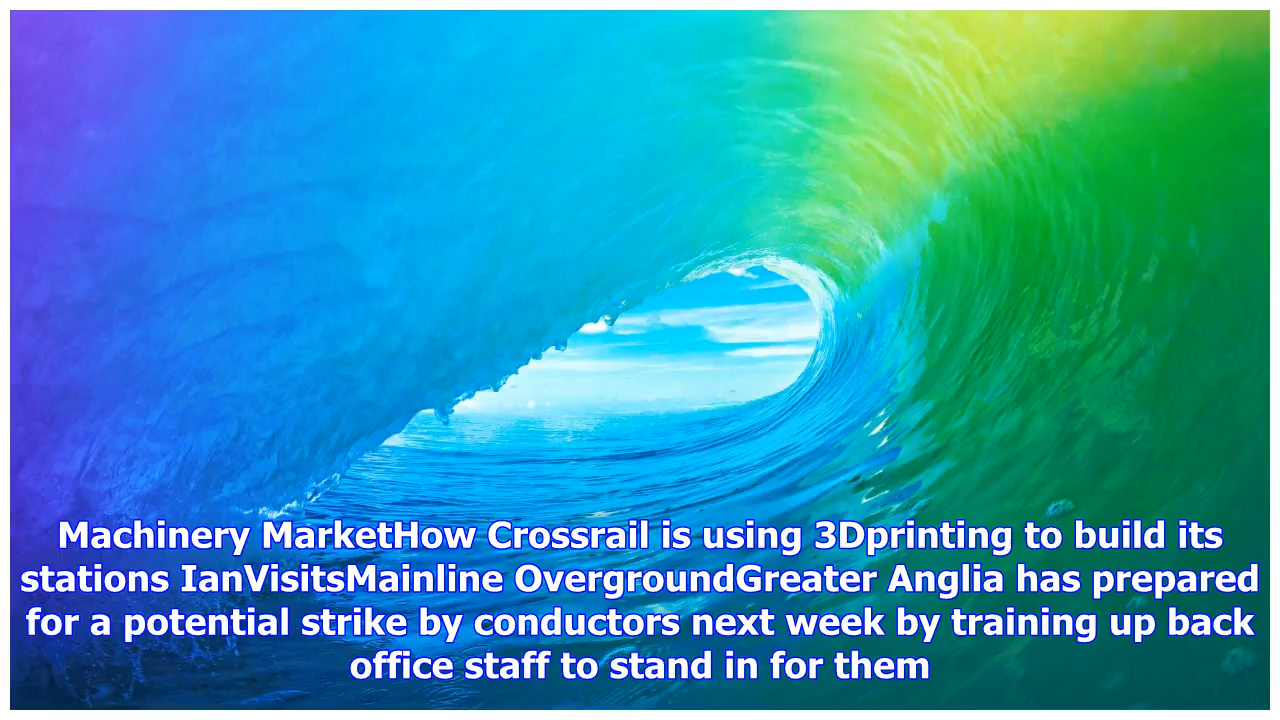 Machinery MarketHow Crossrail is using 3Dprinting to build its
stations IanVisitsMainline OvergroundGreater Anglia has prepared
for a potential strike by conductors next week by training up back
office staff to stand in for them